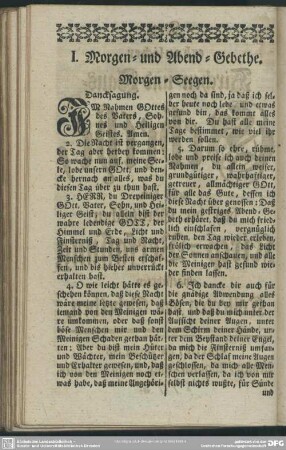 I. Morgen- und Abend-Gebethe.
Morgen-Seegen.
Dancksagung.
IM Nahmen GOttes
des Vaters, Soh-
nes und Heiligen
Geistes. Amen.
2. Die Nacht ist vergangen,
der Tag aber herbey kommen:
So wache nun auf, meine See-
le, lobe unsern GOtt, und den-
cke hernach an alles, was du
diesen Tag über zu thun hast.
3. HERR, du Dreyeiniger
GOtt, Vater, Sohn, und Hei-
liger Geist; du allein bist der
wahre lebendige GOTT, der
Himmel und Erde, Licht und
Finsterniß, Tag und Nacht,
Zeit und Stunden, uns armen
Menschen zum Besten erschaf-
fen, und bis hieher unverrückt
erhalten hast.
4. O wie leicht hätte es ge-
schehen können, daß diese Nacht
wäre meine letzte gewesen, daß
jemand von den Meinigen wä-
re umkommen, oder daß sonst
böse Menschen mir und den
Meinigen Schaden gethan hät-
ten; Aber du bist mein Hüter
und Wächter, mein Beschützer
und Erhalter gewesen, und, daß
ich von den Meinigen noch et-
was habe, daß meine Angehöri-
gen noch da sind, ja daß ich sel-
ber heute noch lebe, und etwas
gesund bin, das komme alles
von dir. Du hast alle meine
Tage bestimmet, wie viel ihr
werden sollen.
5. Darum so ehre, rühme,
lobe und preise ich auch deinen
Nahmen, du allein weiser,
grundgütiger, wahrhafftiger,
getreuer, allmächtiger GOtt,
für alle das Gute, dessen ich
diese Nacht über genossen: Daß
du mein gestriges Abend-Ge-
beth erhöret, daß du mich fried-
lich einschlaffen, vergnüglich
ruhen, den Tag wieder erleben,
frölich erwachen, das Licht
der Sonnen anschauen, und alle
die Meinigen hast gesund wie-
der finden lassen.
6. Ich dancke dir auch für
die gnädige Abwendung alles
Bösen, die du bey mir gethan
hast, und daß du mich unter der
Aufsicht deiner Augen, unter
dem Schirm deiner Hände, un-
ter dem Beystand deiner Engel,
da mich die Finsterniß umfan-
gen, da der Schlaf meine Augen
geschlossen, da mich alle Men-
schen verlassen, da ich von mir
selbst nichts wuste, für Sünde
und